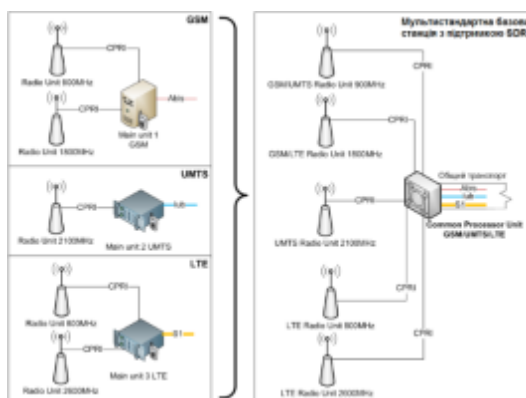 GSM
CPRI
Radio Unit 900MHz
CPRI
Abis
Radio Unit 1800MHz
Main unit 1
GSM
UMTS
CPRI
Iub
Radio Unit 2100MHz
Main unit 2 UMTS
LTE
CPRI
Radio Unit 800MHz
CPRI
S1
Radio Unit 2600MHz
Main unit 3 LTE
Мультистандартна базова
станція з підтримкою SDR
CPRI
GSM/UMTS Radio Unit 900MHz
CPRI
GSM/LTE Radio Unit 1800MHz
Общий транспорт
Abis
Iub
S1
CPRI
UMTS Radio Unit 2100MHz
Common Processor Unit
GSM/UMTS/LTE
CPRI
LTE Radio Unit 800MHz
CPRI
LTE Radio Unit 2600MHz